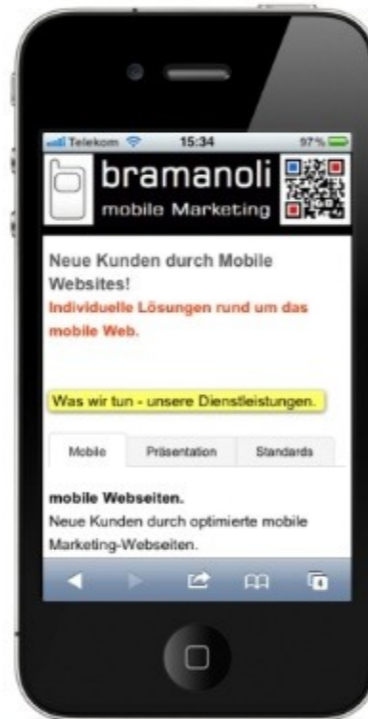 Telekom 15:34 97%
bramanoli
mobile Marketing
Neue Kunden durch Mobile
Websites!
Individuelle Lösungen rund um das
mobile Web.
Was wir tun - unsere Dienstleistungen.
Mobile Präsentation Standards
mobile Webseiten.
Neue Kunden durch optimierte mobile
Marketing-Webseiten.